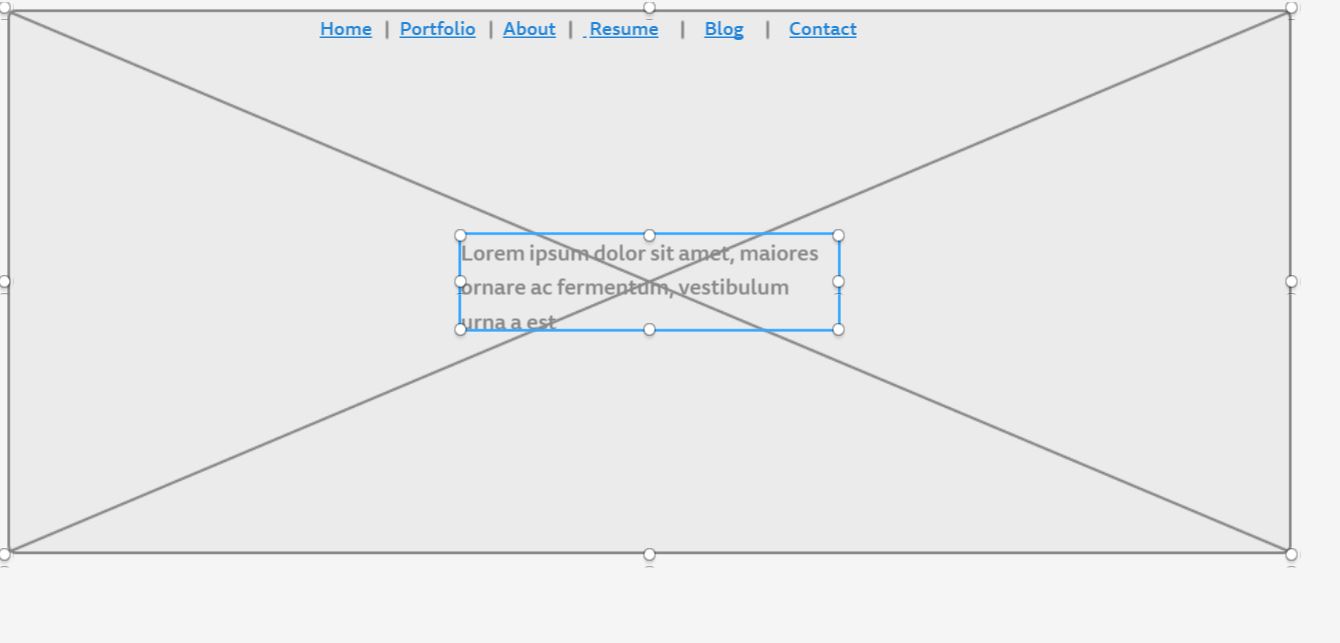 Home | Portfolio | About | Resume | Blog | Contact
Lorem ipsum dolor sit amet, maiores
ornare ac fermentum, vestibulum
urna a est